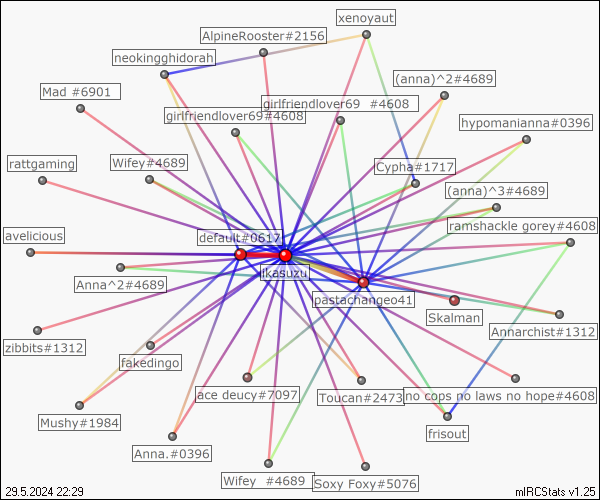 xenoyaut
AlpineRooster#2156
neokingghidorah
(anna)^2#4689
Mad #6901
girlfriendlover69 #4608
girlfriendlover69#4608
hypomanianna#0396
Wifey#4689
rattgaming
Cypha#1717
(anna)^3#4689
ramshackle gorey#4608
avelicious
default#0617
ikasuzu
Anna^2#4689
pastachangeo41
Skalman
Annarchist#1312
zibbits#1312
fakedingo
ace deucy#7097
Toucan#2473
no cops no laws no hope#4608
Mushy#1984
frisout
Anna.#0396
Wifey #4689
Soxy Foxy#5076
29.5.2024 22:29
mIRCStats v1.25